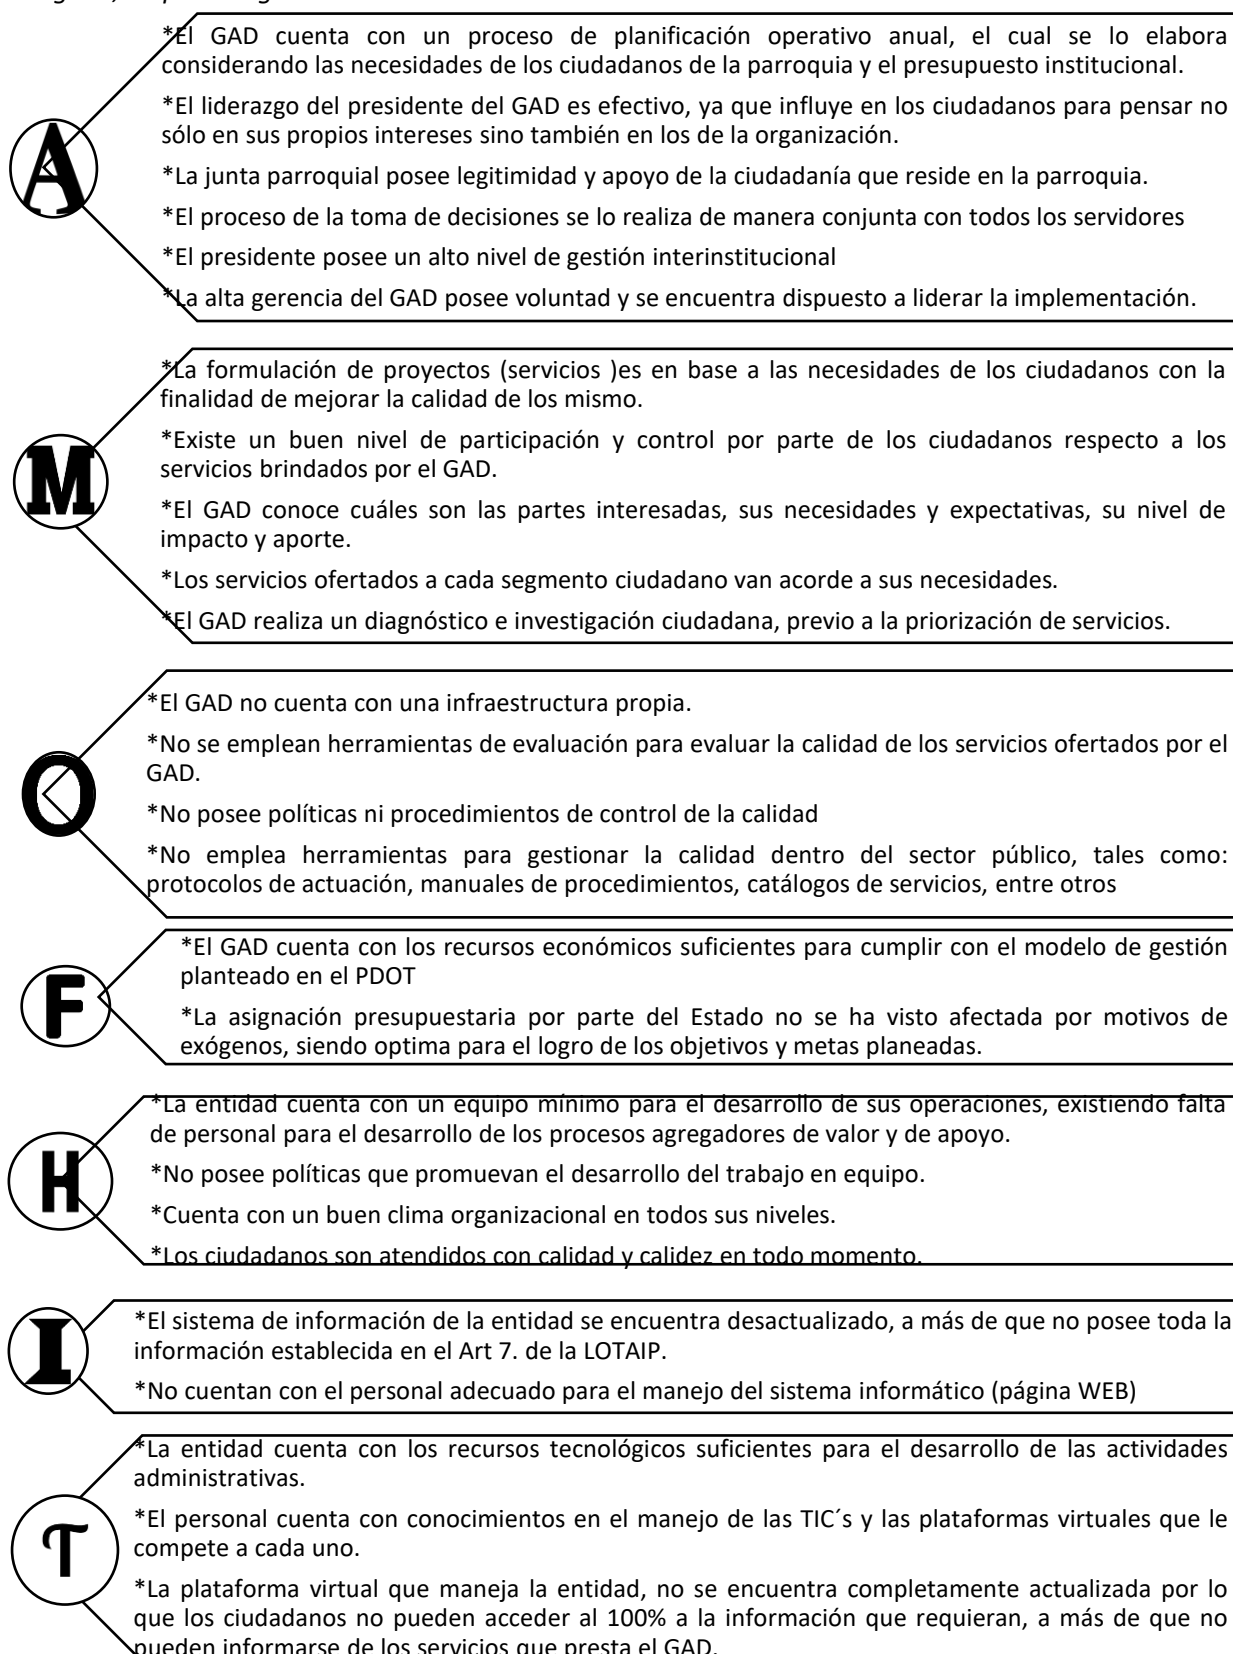 *El GAD cuenta con un proceso de planificación operativo anual, el cual se lo elabora
considerando las necesidades de los ciudadanos de la parroquia y el presupuesto institucional.
*El liderazgo del presidente del GAD es efectivo, ya que influye en los ciudadanos para pensar no
sólo en sus propios intereses sino también en los de la organización.
A
*La junta parroquial posee legitimidad y apoyo de la ciudadanía que reside en la parroquia.
*El proceso de la toma de decisiones se lo realiza de manera conjunta con todos los servidores
*El presidente posee un alto nivel de gestión interinstitucional
*La alta gerencia del GAD posee voluntad y se encuentra dispuesto a liderar la implementación.
*La formulación de proyectos (servicios )es en base a las necesidades de los ciudadanos con la
finalidad de mejorar la calidad de los mismo.
*Existe un buen nivel de participación y control por parte de los ciudadanos respecto a los
servicios brindados por el GAD.
M
*El GAD conoce cuáles son las partes interesadas, sus necesidades y expectativas, su nivel de
impacto y aporte.
*Los servicios ofertados a cada segmento ciudadano van acorde a sus necesidades.
*El GAD realiza un diagnóstico e investigación ciudadana, previo a la priorización de servicios.
*El GAD no cuenta con una infraestructura propia.
*No se emplean herramientas de evaluación para evaluar la calidad de los servicios ofertados por el
GAD.
O
*No posee políticas ni procedimientos de control de la calidad
*No emplea herramientas para gestionar la calidad dentro del sector público, tales como:
protocolos de actuación, manuales de procedimientos, catálogos de servicios, entre otros
*El GAD cuenta con los recursos económicos suficientes para cumplir con el modelo de gestión
planteado en el PDOT
F
*La asignación presupuestaria por parte del Estado no se ha visto afectada por motivos de
exógenos, siendo optima para el logro de los objetivos y metas planeadas.
*La entidad cuenta con un equipo mínimo para el desarrollo de sus operaciones, existiendo falta
de personal para el desarrollo de los procesos agregadores de valor y de apoyo.
H
*No posee políticas que promuevan el desarrollo del trabajo en equipo.
*Cuenta con un buen clima organizacional en todos sus niveles.
*Los ciudadanos son atendidos con calidad y calidez en todo momento.
*El sistema de información de la entidad se encuentra desactualizado, a más de que no posee toda la
información establecida en el Art 7. de la LOTAIP.
I
*No cuentan con el personal adecuado para el manejo del sistema informático (página WEB)
*La entidad cuenta con los recursos tecnológicos suficientes para el desarrollo de las actividades
administrativas.
*El personal cuenta con conocimientos en el manejo de las TIC´s y las plataformas virtuales que le
compete a cada uno.
T
*La plataforma virtual que maneja la entidad, no se encuentra completamente actualizada por lo
que los ciudadanos no pueden acceder al 100% a la información que requieran, a más de que no
pueden informarse de los servicios que presta el GAD.